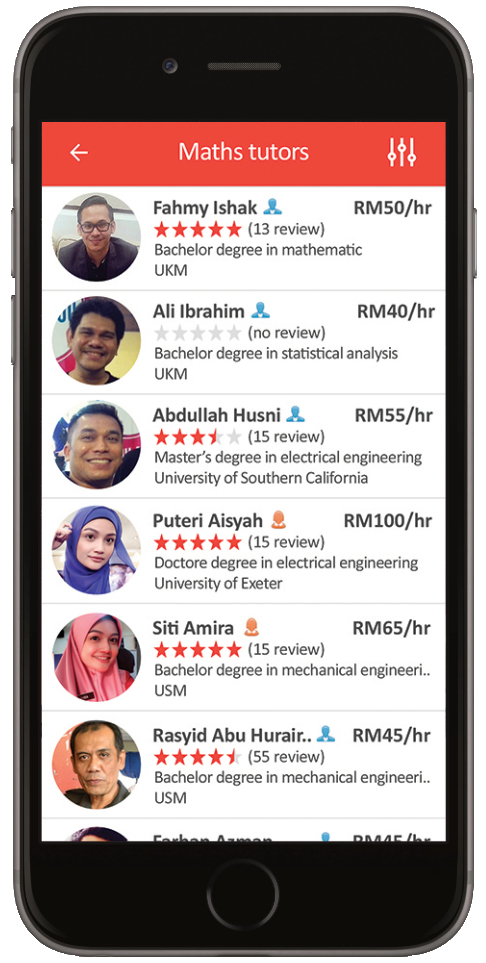 Maths tutors
Fahmy Ishak RM50/hr
(13 review)
Bachelor degree in mathematic
UKM
Ali Ibrahim RM40/hr
(no review)
Bachelor degree in statistical analysis
UKM
Abdullah Husni RM55/hr
(15 review)
Master's degree in electrical engineering
University of Southern California
Puteri Aisyah RM100/hr
(15 review)
Doctore degree in electrical engineering
University of Exeter
Siti Amira RM65/hr
(15 review)
Bachelor degree in mechanical engineeri..
USM
Rasyid Abu Hurair.. RM45/hr
(55 review)
Bachelor degree in mechanical engineeri..
USM
Farhan Azman RM45/hr